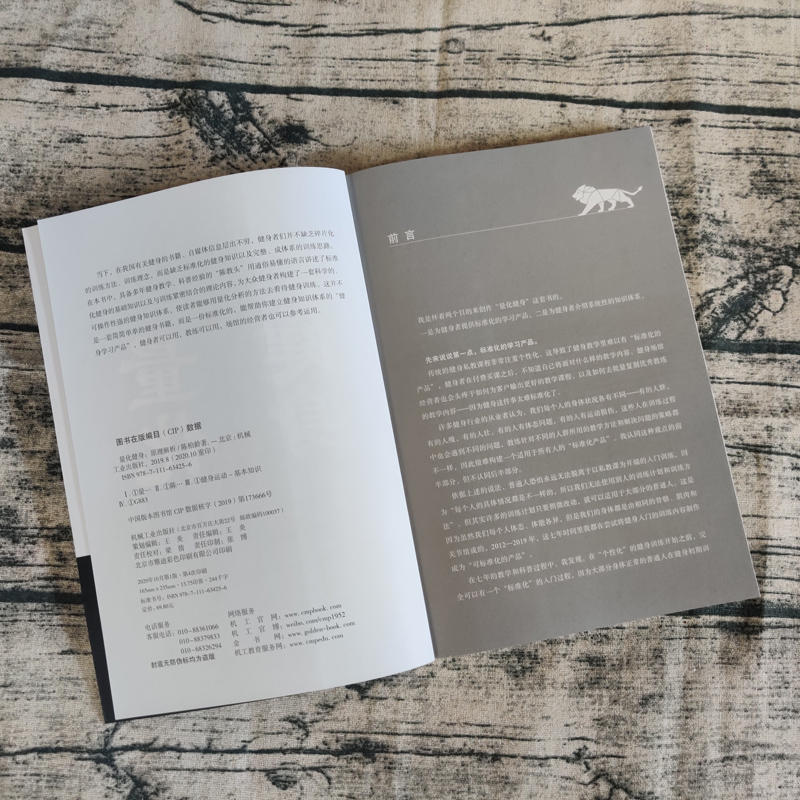 当下，在我国有关健身的书籍、自媒体信息层出不穷，健身者们并不缺乏碎片化
的训练方法、训练理念，而是缺乏标准化的健身知识以及完整、成体系的训练思路。
在本书中，具备多年健身教学、科普经验的“陈教头”用通俗易懂的语言讲述了标准
化健身的基础知识以及与训练紧密结合的理论内容，为大众健身者构建了一套科学的、
可操作性强的健身知识体系，使读者能够用量化分析的方法去看待健身训练。这并不
是一套简简单单的健身书籍，而是一份标准化的、能帮助你建立健身知识体系的“健
身学习产品”，健身者可以用，教练可以用，场馆的经营者也可以参考运用。
图书在版编目（CIP）数据
量化健身：原理解析 / 陈柏龄著. — 北京：机械
工业出版社，2019.8（2020.10重印）
ISBN 978-7-111-63425-6
Ⅰ. ①量… Ⅱ. ①陈… Ⅲ. ①健身运动－基本知识
Ⅳ. ①G883
中国版本图书馆 CIP 数据核字（2019）第173666号
机械工业出版社（北京市百万庄大街22号 邮政编码100037）
策划编辑：王 炎 责任编辑：王 炎
责任校对：梁 倩 责任印制：张 博
北京市雅迪彩色印刷有限公司印刷
2020年10月第1版·第4次印刷
165mm×235mm·15.75印张·244千字
标准书号：ISBN 978-7-111-63425-6
定价：69.80元
电话服务 网络服务
客服电话：010-88361066 机 工 官 网：www.cmpbook.com
010-88379833 机 工 官 博：weibo.com/cmp1952
010-88326294 金 书 网：www.golden-book.com
封底无防伪标均为盗版 机工教育服务网：www.cmpedu.com
前言
我是怀着两个目的来创作“量化健身”这套书的。
一是为健身者提供标准化的学习产品，二是为健身者介绍系统性的知识体系。
先来说说第一点，标准化的学习产品。
传统的健身私教课程非常注重个性化，这导致了健身教学里难以有“标准化的
产品”，健身者在付费买课之后，不知道自己将面对什么样的教学内容，健身场馆
经营者也会头疼于如何为客户输出更好的教学课程，以及如何去批量复制优秀教练
的教学内容——因为健身这件事太难标准化了。
许多健身行业的从业者认为，我们每个人的身体状况各有不同——有的人胖，
有的人瘦，有的人壮，有的人有体态问题，有的人有运动损伤，这些人在训练过程
中也会遇到不同的问题，教练针对不同的人群所用的教学方法和解决问题的策略都
不一样，因此很难构建一个适用于所有人的“标准化产品”。我认同这种观点的前
半部分，但不认同后半部分。
依据上述的说法，普通人恐怕永远无法脱离于以私教课为开端的入门训练，因
为“每个人的具体情况都是不一样的，所以我们无法使用别人的训练计划和训练方
法”。但其实许多的训练计划只要稍微改动，就可以适用于大部分的普通人，这是
因为虽然我们每个人体态、体能各异，但是我们的身体都是由相同的骨骼、肌肉和
关节组成的。2012—2019年，这七年时间里我都在尝试将健身入门的训练内容制作
成为“可标准化的产品”。
在七年的教学和科普过程中，我发现，在“个性化”的健身训练开始之前，完
全可以有一个“标准化”的入门过程，因为大部分身体正常的普通人在健身初期训